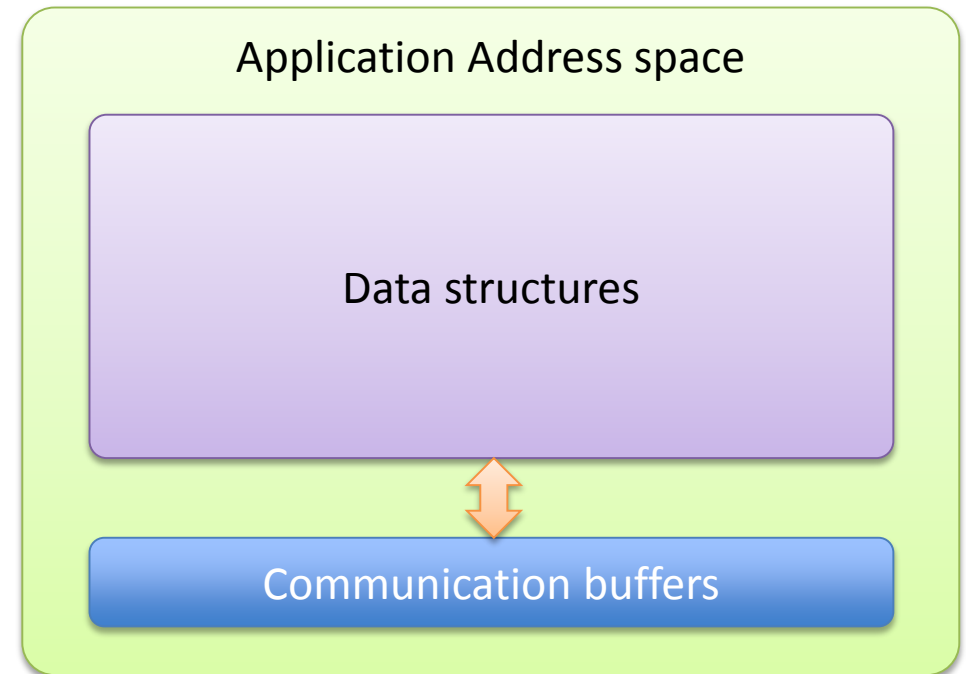 Application Address space
Data structures
Communication buffers